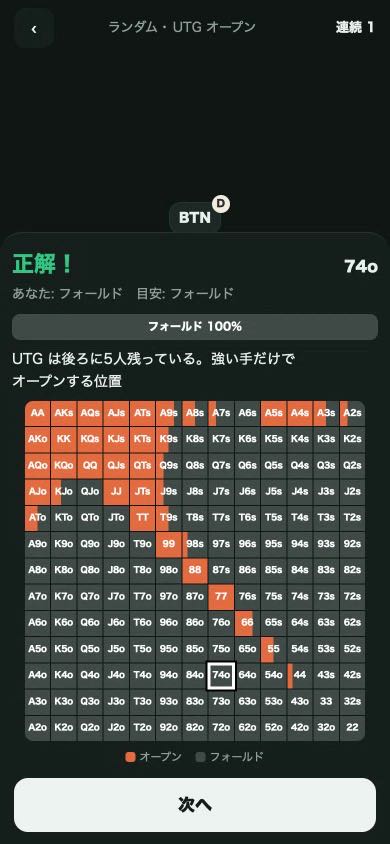 ‹ ランダム・UTG オープン 連続 1
D
BTN
正解！ 74o
あなた: フォールド 目安: フォールド
フォールド 100%
UTG は後ろに5人残っている。強い手だけで
オープンする位置
AA AKs AQs AJs ATs A9s A8s A7s A6s A5s A4s A3s A2s
AKo KK KQs KJs KTs K9s K8s K7s K6s K5s K4s K3s K2s
AQo KQo QQ QJs QTs Q9s Q8s Q7s Q6s Q5s Q4s Q3s Q2s
AJo KJo QJo JJ JTs J9s J8s J7s J6s J5s J4s J3s J2s
ATo KTo QTo JTo TT T9s T8s T7s T6s T5s T4s T3s T2s
A9o K9o Q9o J9o T9o 99 98s 97s 96s 95s 94s 93s 92s
A8o K8o Q8o J8o T8o 98o 88 87s 86s 85s 84s 83s 82s
A7o K7o Q7o J7o T7o 97o 87o 77 76s 75s 74s 73s 72s
A6o K6o Q6o J6o T6o 96o 86o 76o 66 65s 64s 63s 62s
A5o K5o Q5o J5o T5o 95o 85o 75o 65o 55 54s 53s 52s
A4o K4o Q4o J4o T4o 94o 84o 74o 64o 54o 44 43s 42s
A3o K3o Q3o J3o T3o 93o 83o 73o 63o 53o 43o 33 32s
A2o K2o Q2o J2o T2o 92o 82o 72o 62o 52o 42o 32o 22
オープン フォールド
次へ